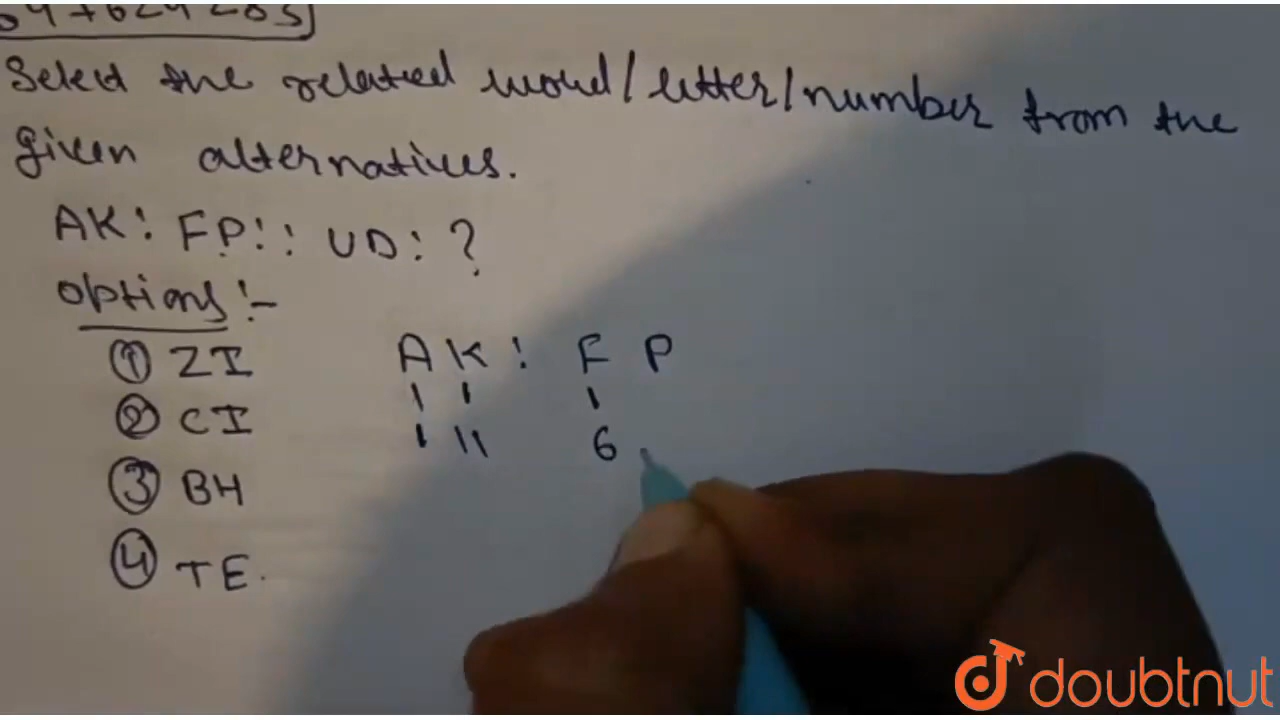 Select the related word/letter/number from the
given alternatives.
AK: FP:: UD: ?
options:-
① ZI
② CI
③ BH
④ TE.
A K : F P
1 11 6
doubtnut